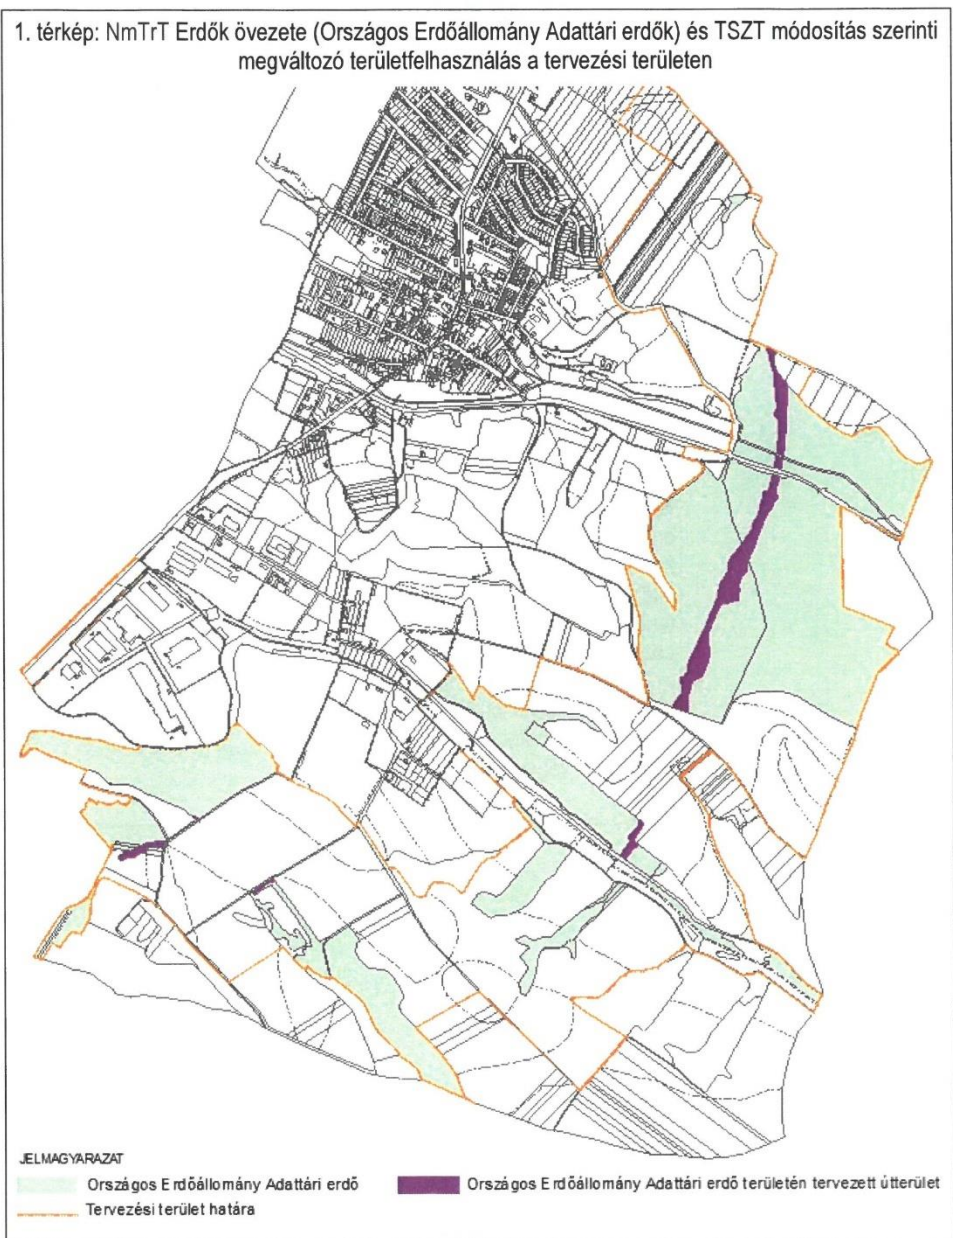 1. térkép: NmTrT Erdők övezete (Országos Erdőállomány Adattári erdők) és TSZT módosítás szerinti
megváltozó területfelhasználás a tervezési területen
JELMAGYARAZAT
Országos Erdőállomány Adattári erdő
Országos Erdőállomány Adattári erdő területén tervezett útterület
Tervezési terület határa